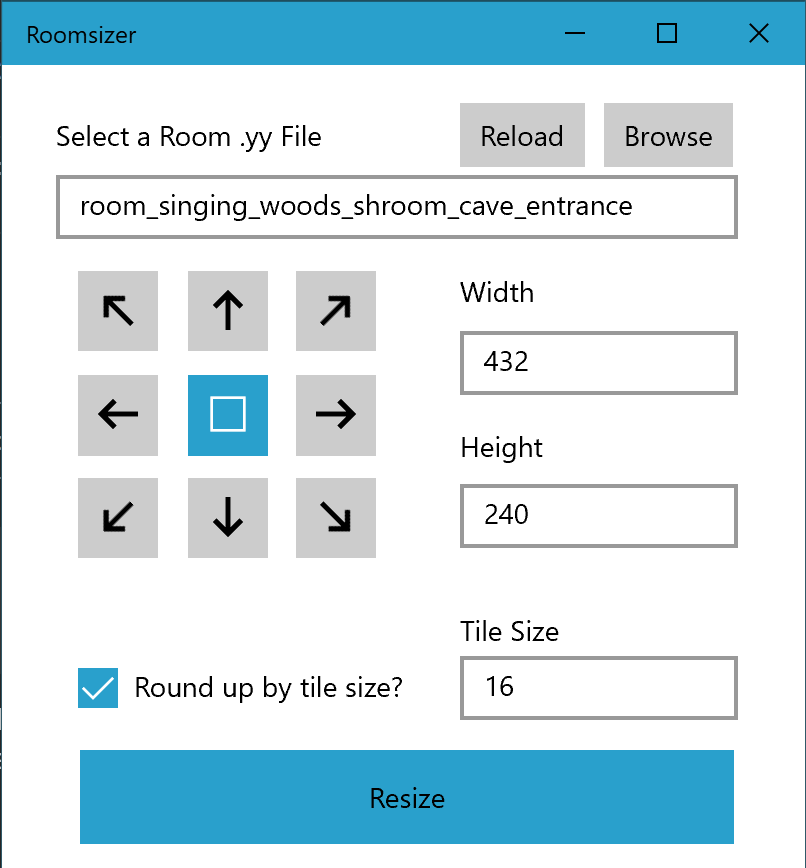 Roomsizer
Select a Room .yy File
Reload
Browse
room_singing_woods_shroom_cave_entrance
Width
432
Height
240
Tile Size
Round up by tile size?
16
Resize